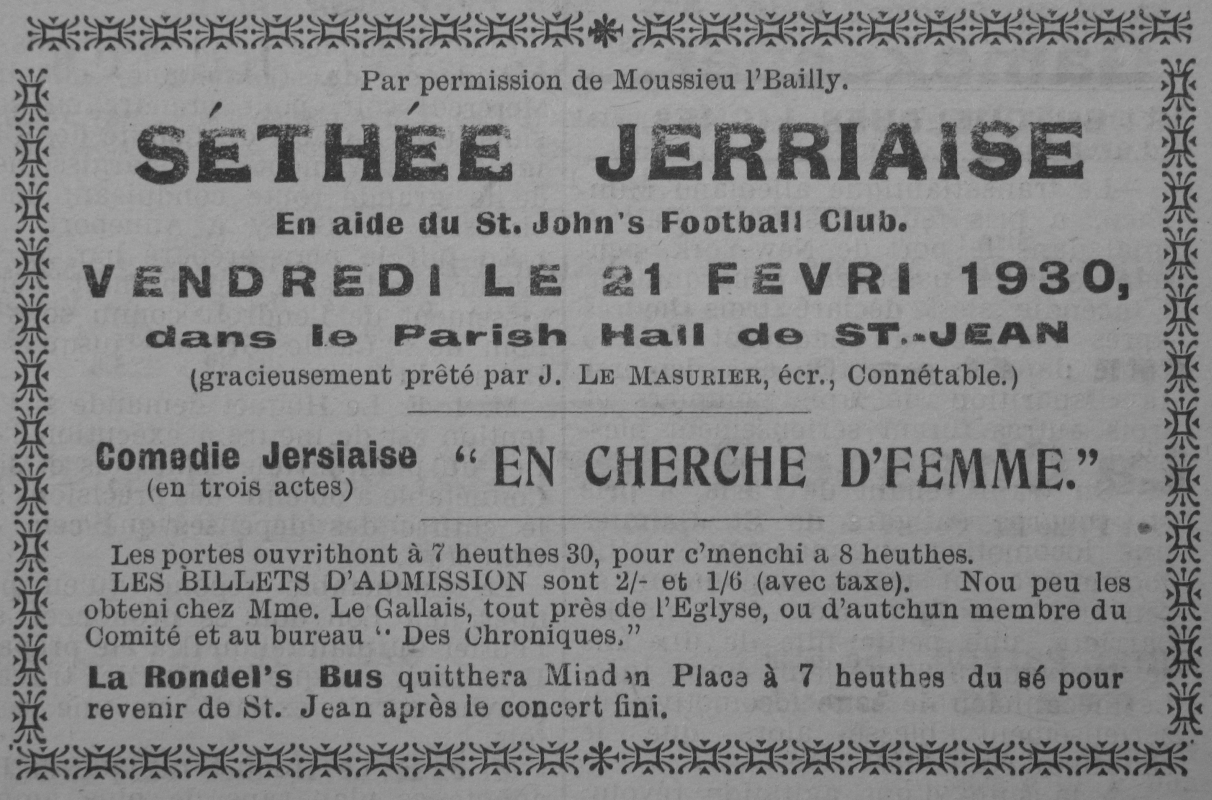 Par permission de Moussieu l'Bailly.
SÉTHÉE JERRIAISE
En aide du St. John's Football Club.
VENDREDI LE 21 FEVRI 1930,
dans le Parish Hall de ST.-JEAN
(gracieusement prêté par J. LE MASURIER, écr., Connétable.)
Comedie Jersiaise “EN CHERCHE D'FEMME.”
(en trois actes)
Les portes ouvrithont à 7 heuthes 30, pour c'menchi a 8 heuthes.
LES BILLETS D'ADMISSION sont 2/- et 1/6 (avec taxe). Nou peu les
obteni chez Mme. Le Gallais, tout près de l'Eglyse, ou d'autchun membre du
Comité et au bureau “Des Chroniques.”
La Rondel's Bus quitthera Minden Place à 7 heuthes du sé pour
revenir de St. Jean après le concert fini.